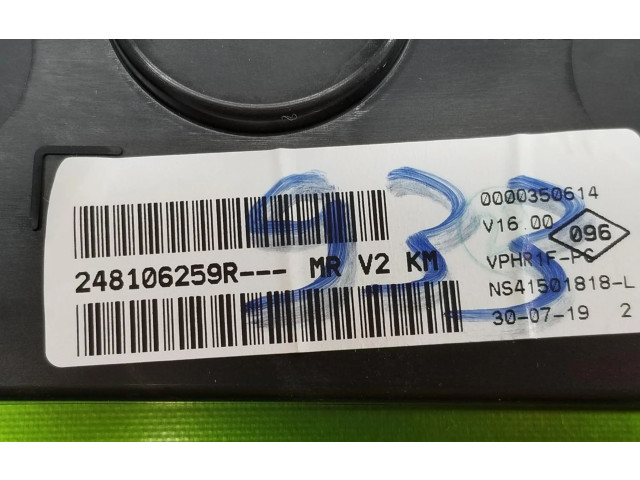 0000350614
V16.00
096
248106259R--- MR V2 KM
VPHR1F-PC
NS41501818-L
30-07-19 2
933